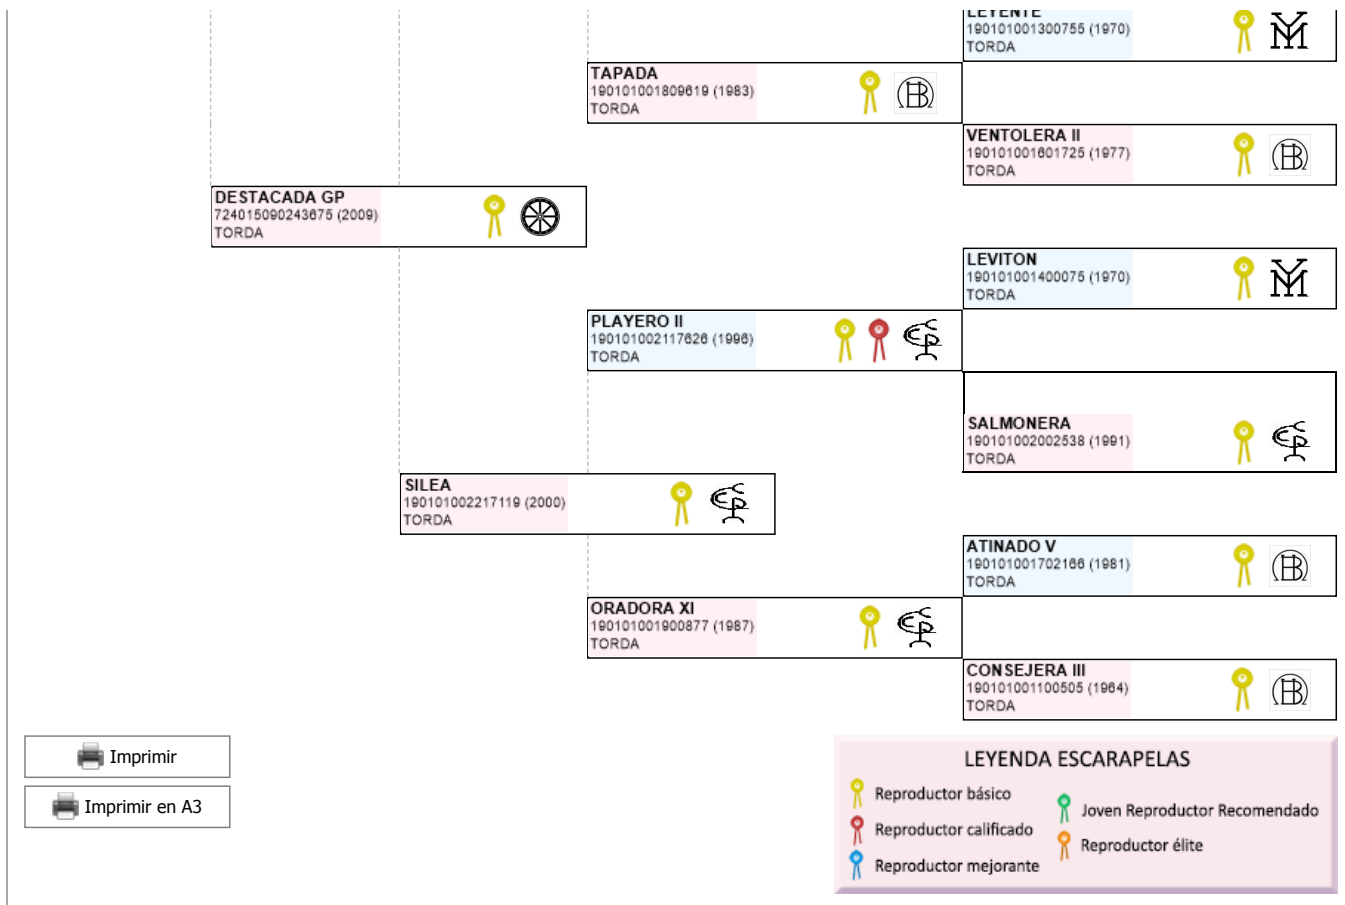 LEYENTE
190101001300755 (1970)
TORDA
TAPADA
190101001809619 (1983)
TORDA
VENTOLERA II
190101001601725 (1977)
TORDA
DESTACADA GP
724015090243675 (2009)
TORDA
LEVITON
190101001400075 (1970)
TORDA
PLAYERO II
190101002117626 (1996)
TORDA
SALMONERA
190101002002538 (1991)
TORDA
SILEA
190101002217119 (2000)
TORDA
ATINADO V
190101001702166 (1981)
TORDA
ORADORA XI
190101001900877 (1987)
TORDA
CONSEJERA III
190101001100505 (1964)
TORDA
Imprimir
Imprimir en A3
LEYENDA ESCARAPELAS
Reproductor básico
Reproductor calificado
Reproductor mejorante
Joven Reproductor Recomendado
Reproductor élite